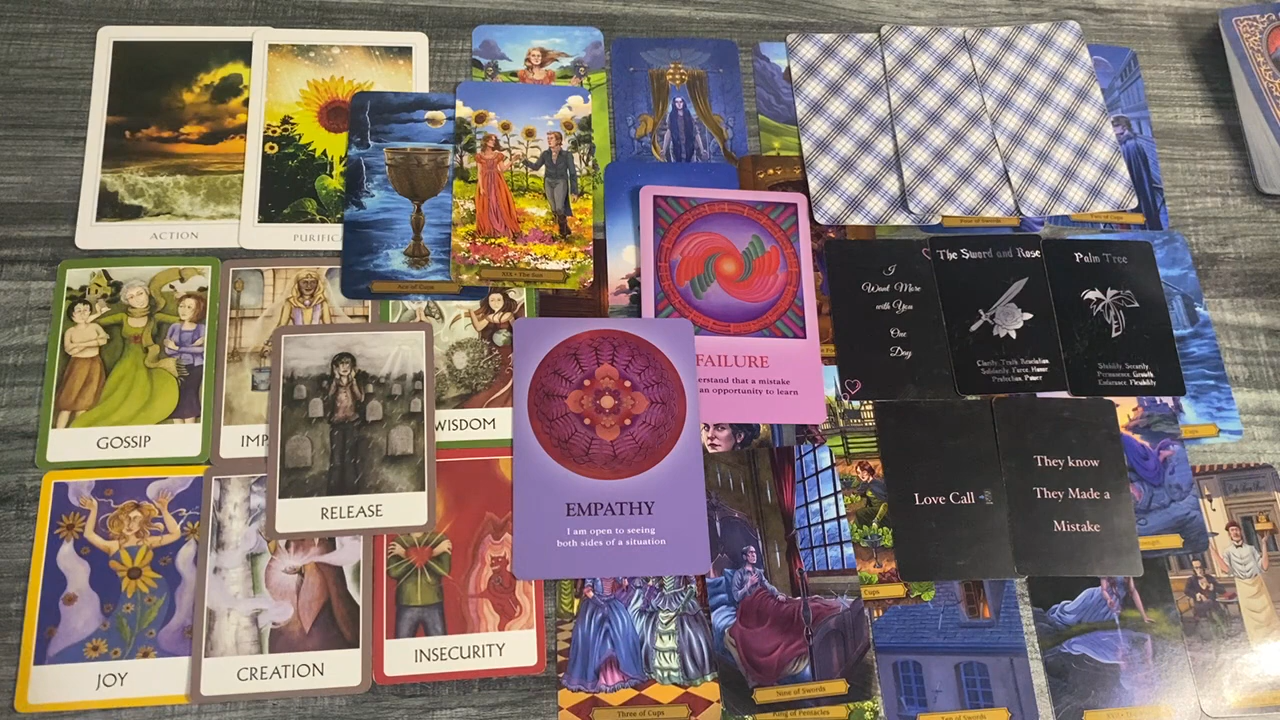 ACTION
PURIFIC
Ace of Cups
XIX • The Sun
Two of Cups
GOSSIP
IMP
WISDOM
RELEASE
FAILURE
erstand that a mistake
an opportunity to learn
EMPATHY
I am open to seeing
both sides of a situation
I
Want More
with You
One
Day
The Sword and Rose
Clarity, Truth, Revelation
Solidarity, Force, Honor
Protection, Power
Palm Tree
Stability, Security,
Permanence, Growth,
Endurance, Flexibility
Love Call
They know
They Made a
Mistake
JOY
CREATION
INSECURITY
Cups
Nine of Swords
King of Pentacles
Three of Cups